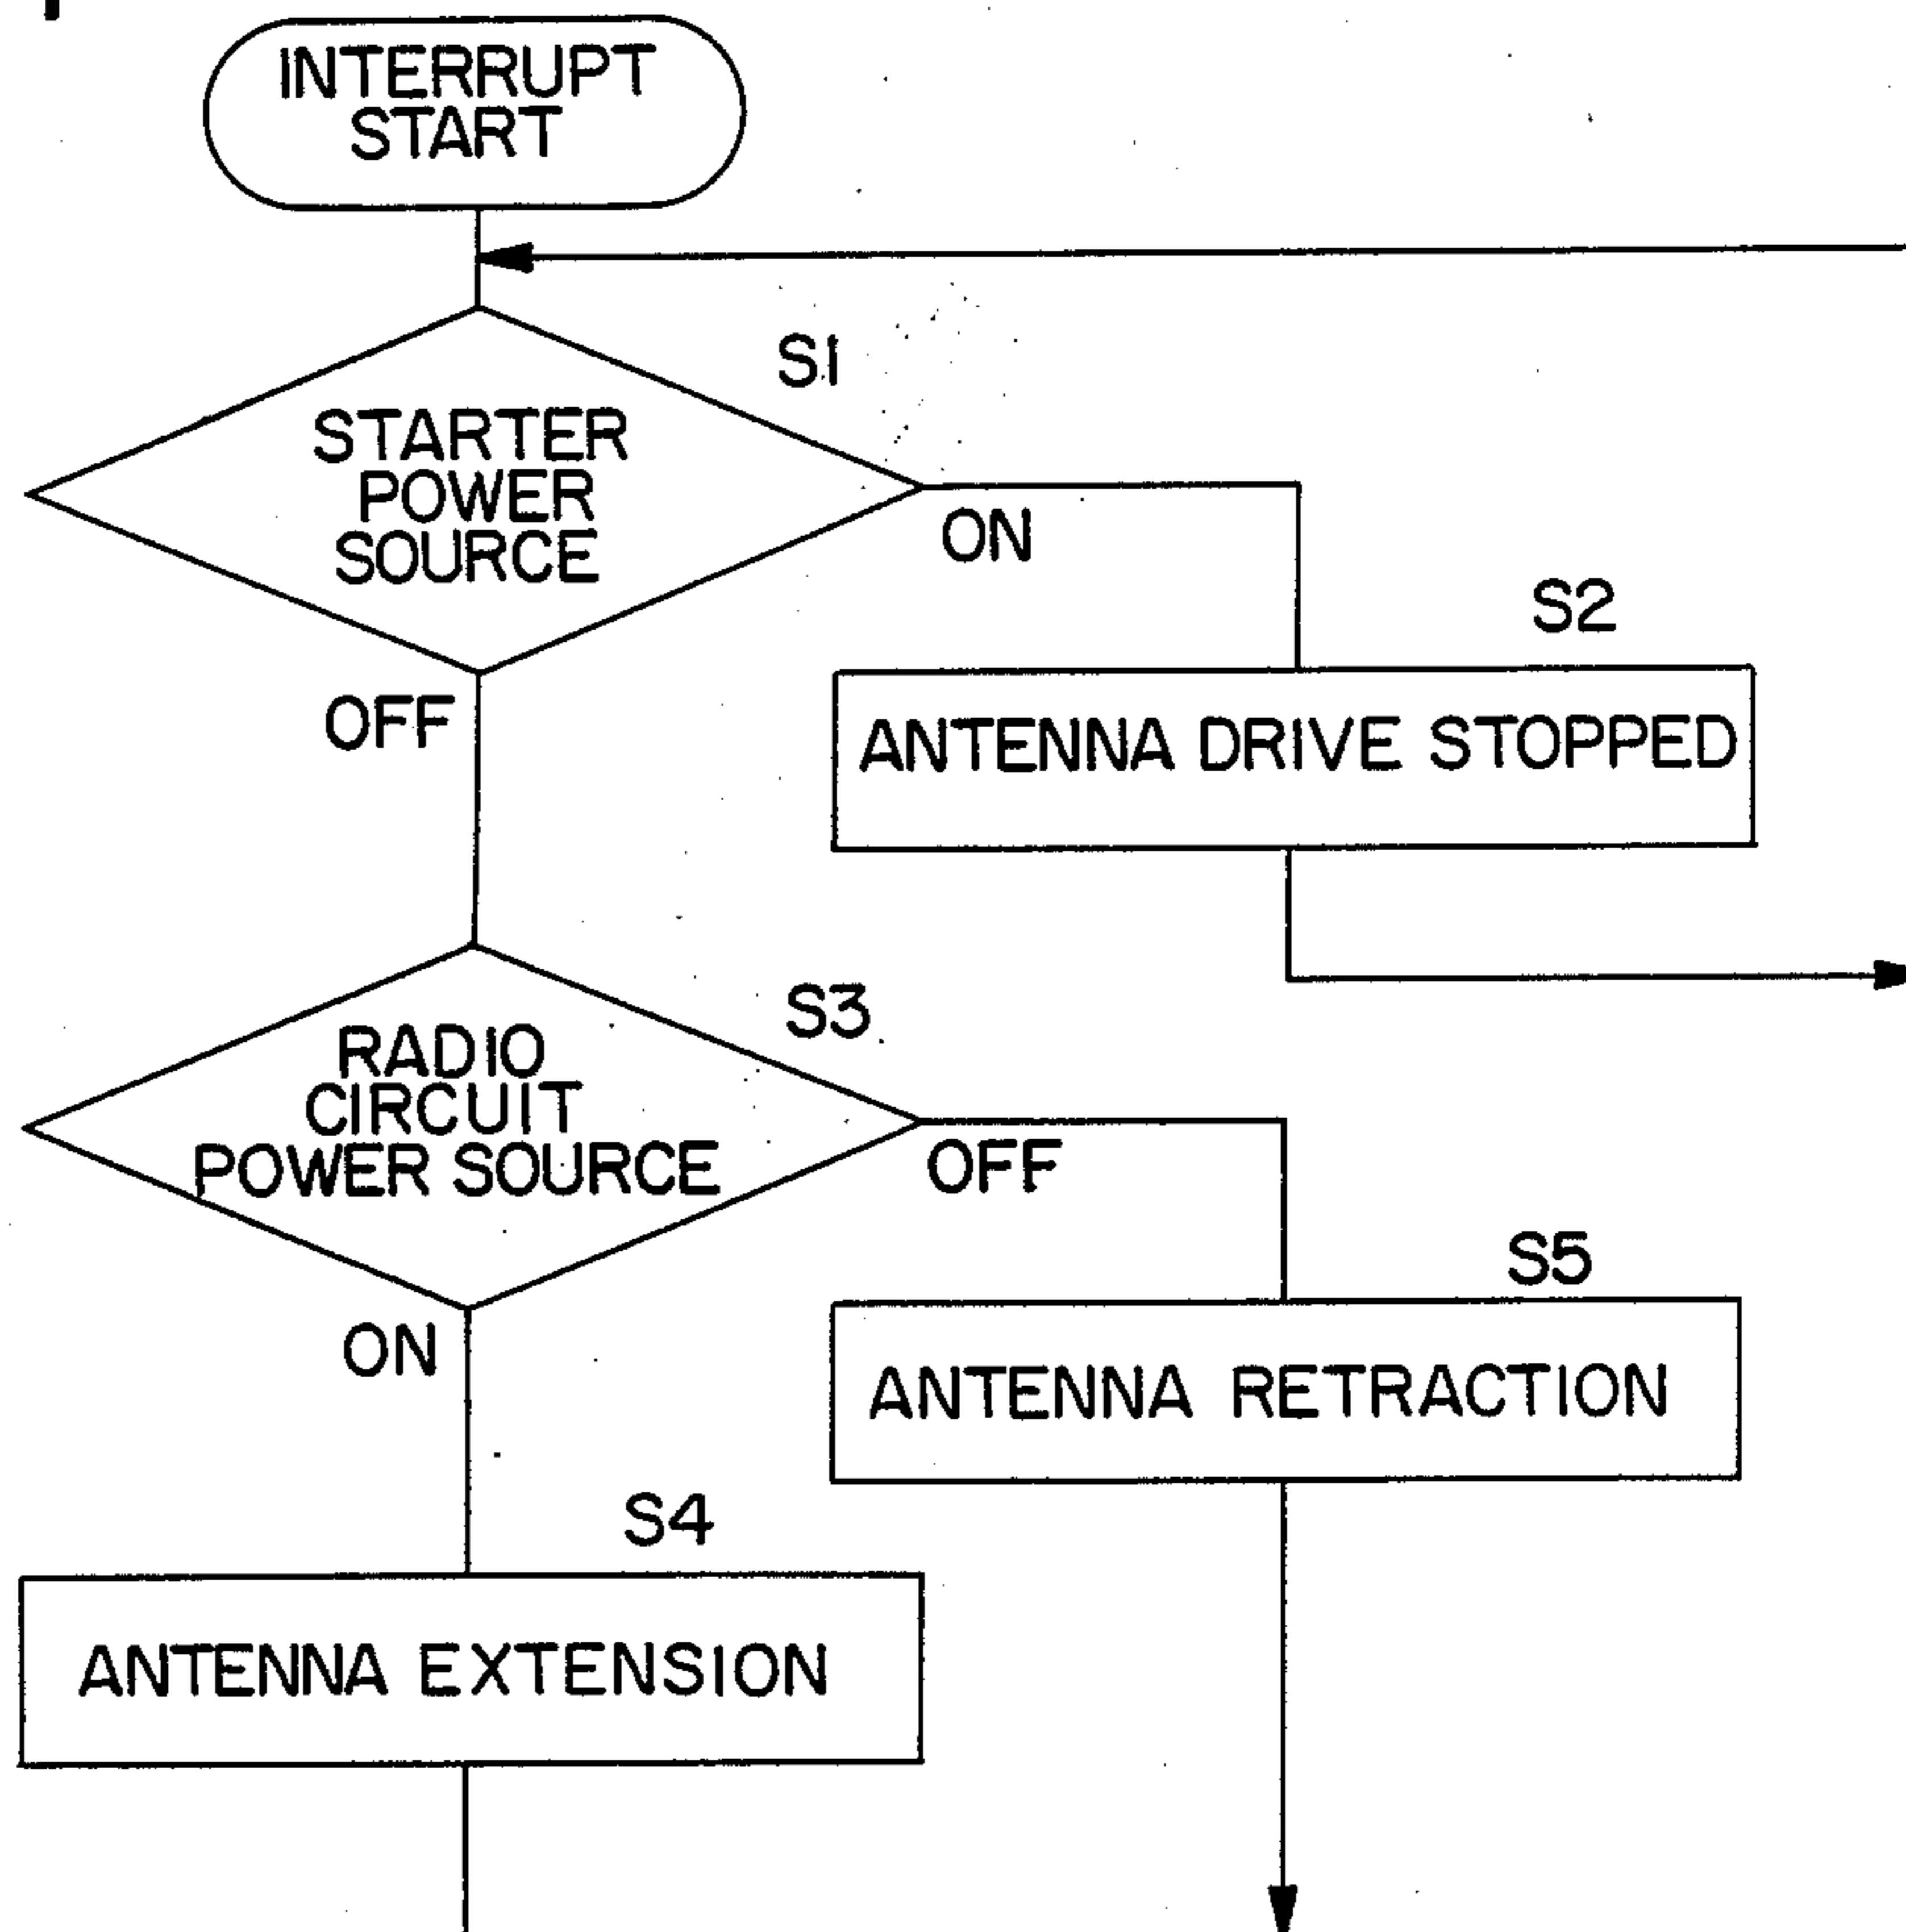 INTERRUPT
START
S1
STARTER
POWER
SOURCE
ON
S2
OFF
ANTENNA DRIVE STOPPED
S3
RADIO
CIRCUIT
POWER SOURCE
OFF
S5
ON
ANTENNA RETRACTION
S4
ANTENNA EXTENSION